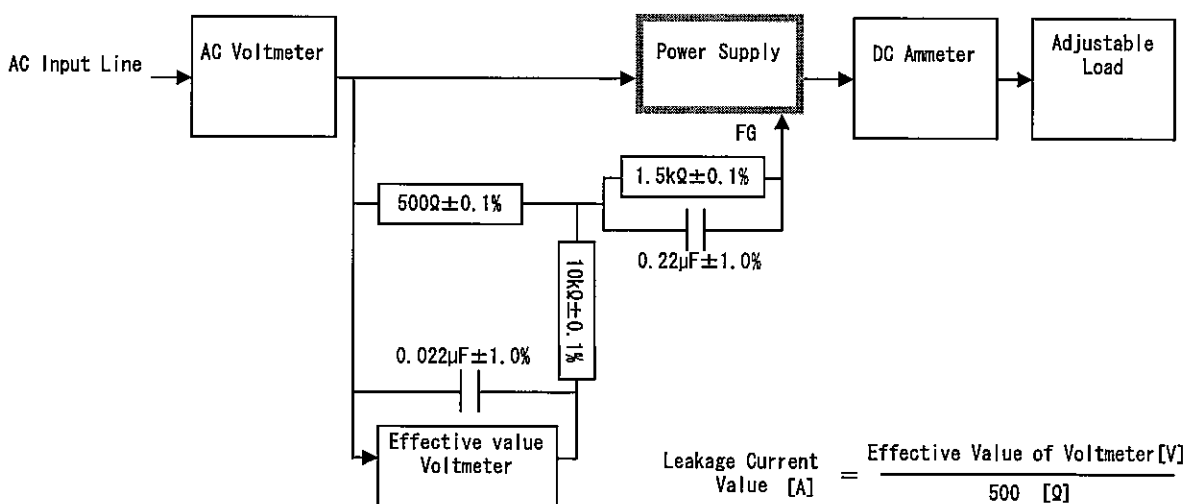 AC Input Line
AC Voltmeter
Power Supply
DC Ammeter
Adjustable
Load
FG
1.5kΩ±0.1%
500Ω±0.1%
0.22μF±1.0%
10kΩ±0.1%
0.022μF±1.0%
Effective value
Voltmeter
Leakage Current
Value [A]
=
Effective Value of Voltmeter[V]
500 [Ω]